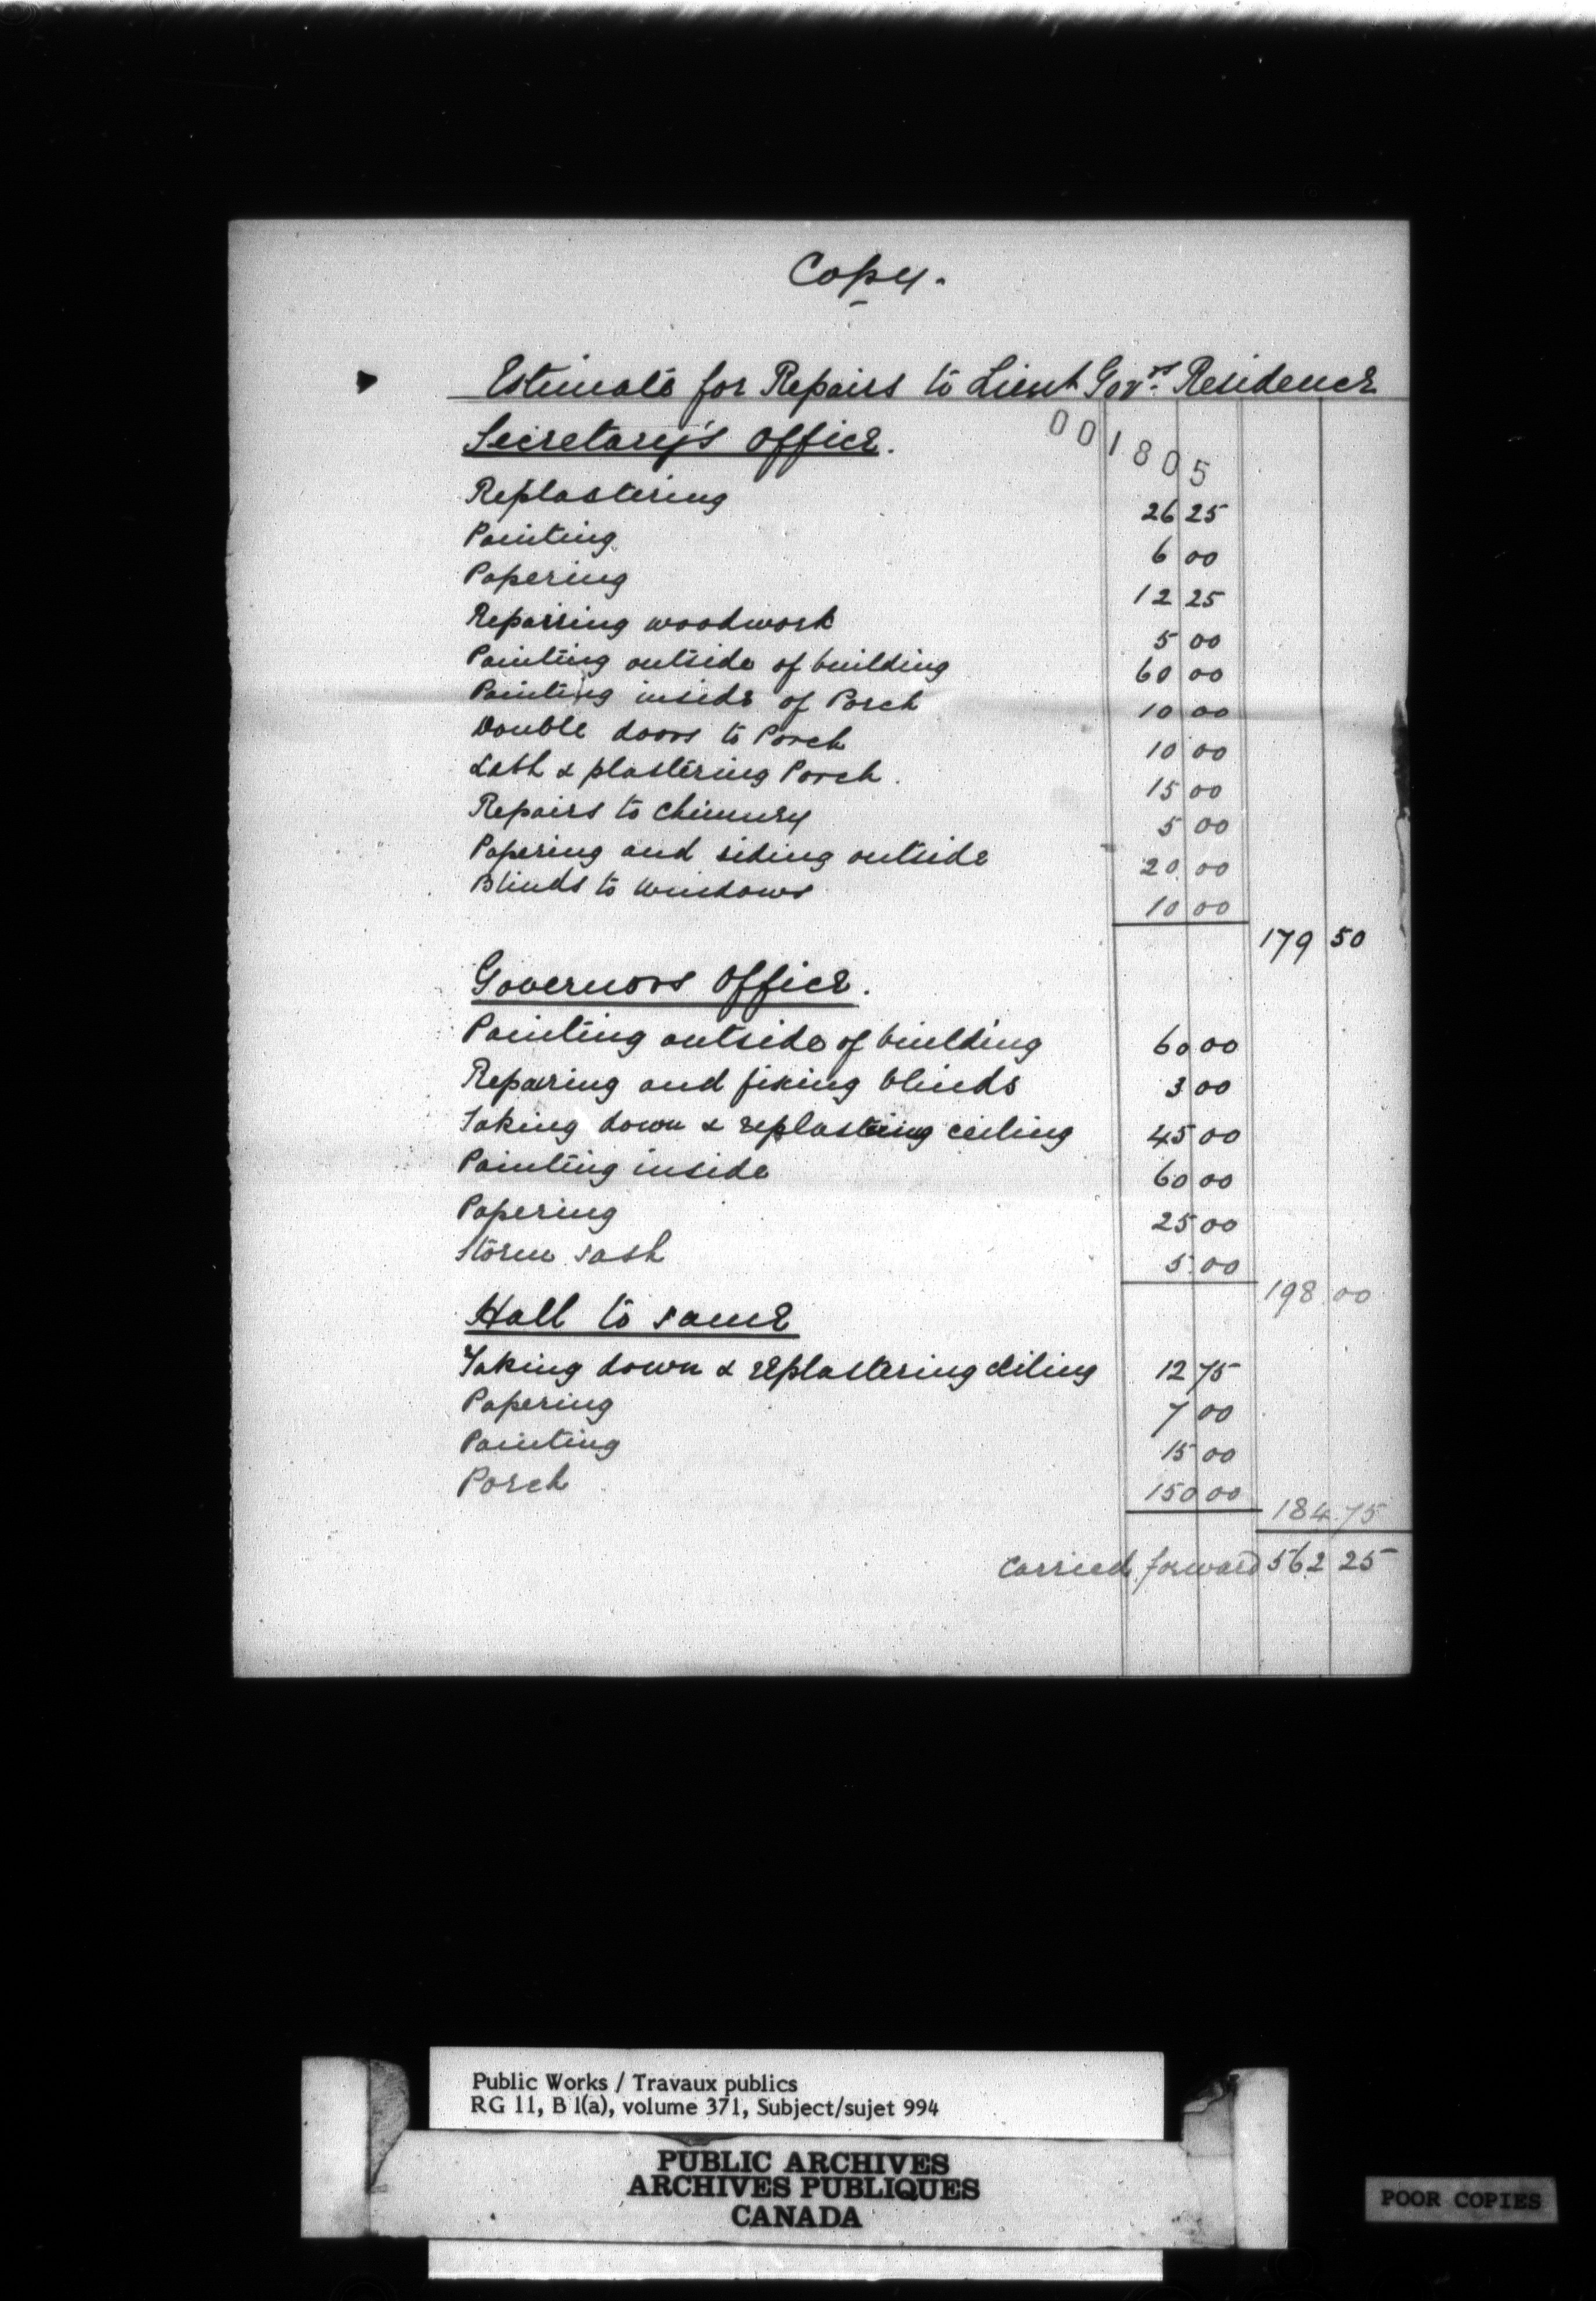 Copy.
Estimate for Repairs to Lieut Govrs Residence
001805
Secretary's Office.
Replastering 26 25
Painting 6 00
Papering 12 25
Repairing woodwork 5 00
Painting outside of building 60 00
Painting inside of Porch 10 00
Double doors to Porch 10 00
Lath & plastering Porch. 15 00
Repairs to Chimney 5 00
Papering and siding outside 20 00
Blinds to Windows 10 00
179 50
Governors Office.
Painting outside of building 60 00
Repairing and fixing blinds 3 00
Taking down & replastering ceiling 45 00
Painting inside 60 00
Papering 25 00
Storm sash 5 00
198 00
Hall to same
Taking down & replastering ceiling 12 75
Papering 7 00
Painting 15 00
Porch 150 00
184.75
Carried forward 562 25
Public Works / Travaux publics
RG 11, B 1(a), volume 371, Subject/sujet 994
PUBLIC ARCHIVES
ARCHIVES PUBLIQUES
CANADA
POOR COPIES